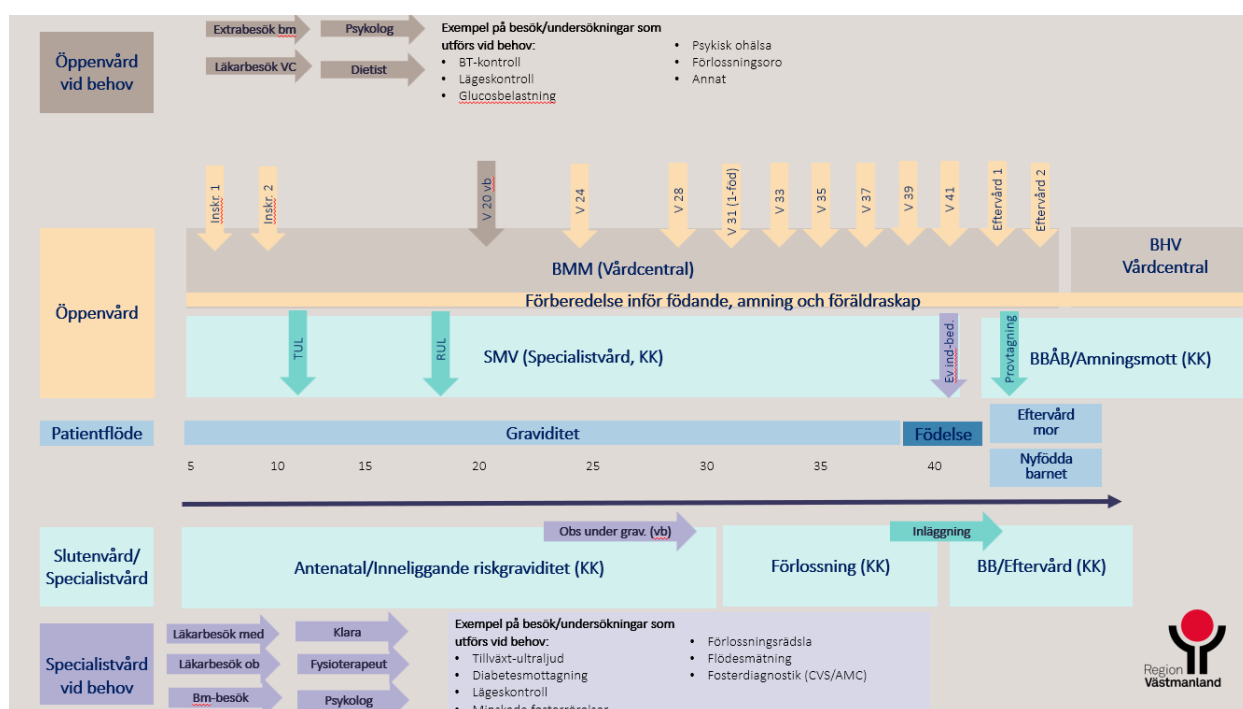 Öppenvård
vid behov
Extrabesök bm
Psykolog
Läkarbesök VC
Dietist
Exempel på besök/undersökningar som
utförs vid behov:
• BT-kontroll
• Lägeskontroll
• Glucosbelastning
• Psykisk ohälsa
• Förlossningsoro
• Annat
Inskr. 1
Inskr. 2
V 20 vb
V 24
V 28
V 31 (1-föd)
V 33
V 35
V 37
V 39
V 41
Eftervård 1
Eftervård 2
Öppenvård
BMM (Vårdcentral)
BHV
Vårdcentral
Förberedelse inför födande, amning och föräldraskap
TUL
RUL
SMV (Specialistvård, KK)
Ev ind-bed.
Provtagning
BBÅB/Amningsmott (KK)
Patientflöde
Graviditet
Födelse
Eftervård
mor
Nyfödda
barnet
5 10 15 20 25 30 35 40
Slutenvård/
Specialistvård
Obs under grav. (vb)
Inläggning
Antenatal/Inneliggande riskgraviditet (KK)
Förlossning (KK)
BB/Eftervård (KK)
Specialistvård
vid behov
Läkarbesök med
Klara
Läkarbesök ob
Fysioterapeut
Bm-besök
Psykolog
Exempel på besök/undersökningar som
utförs vid behov:
• Tillväxt-ultraljud
• Diabetesmottagning
• Lägeskontroll
• Minskade fosterrörelser
• Förlossningsrädsla
• Flödesmätning
• Fosterdiagnostik (CVS/AMC)
Region
Västmanland